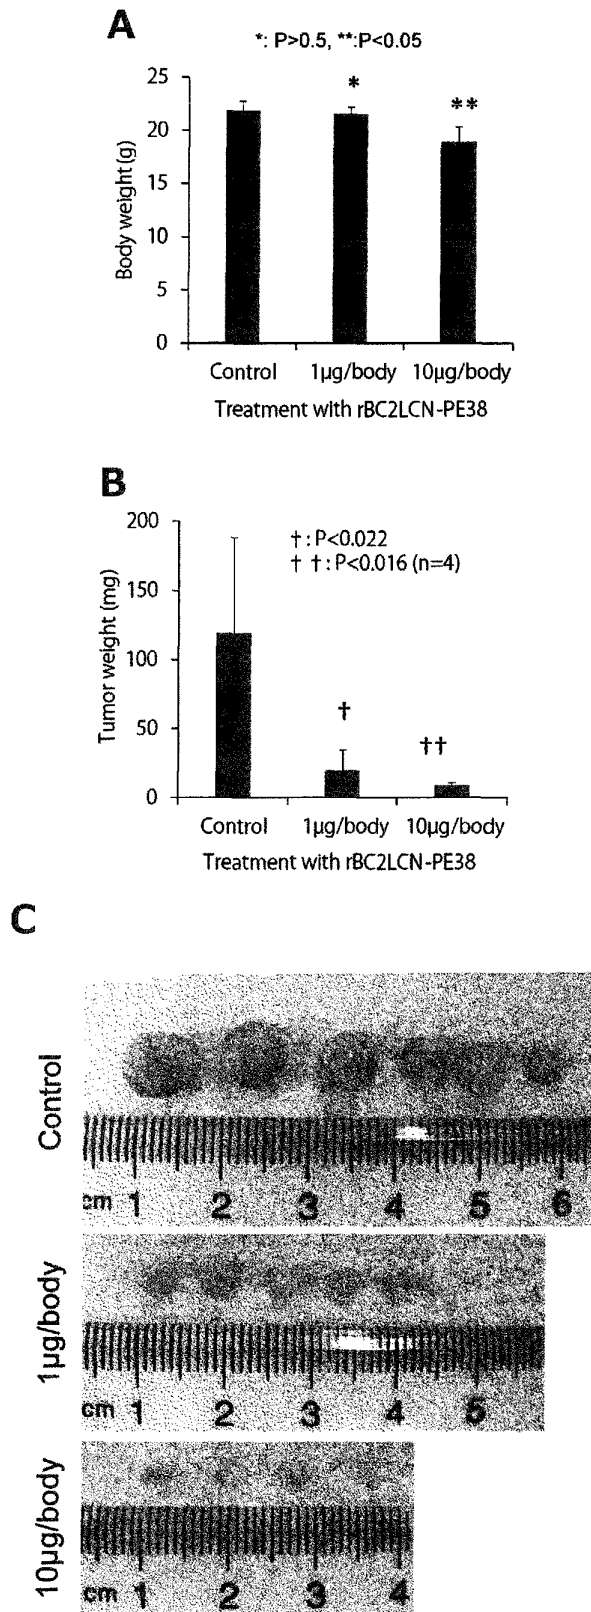 A
*: P>0.5, **:P<0.05
25
20
15
10
5
0
Body weight (g)
*
**
Control 1µg/body 10µg/body
Treatment with rBC2LCN-PE38
B
200
150
100
50
0
Tumor weight (mg)
†: P<0.022
† †: P<0.016 (n=4)
†
††
Control 1µg/body 10µg/body
Treatment with rBC2LCN-PE38
C
Control
cm 1 2 3 4 5 6
1µg/body
cm 1 2 3 4 5
10µg/body
cm 1 2 3 4